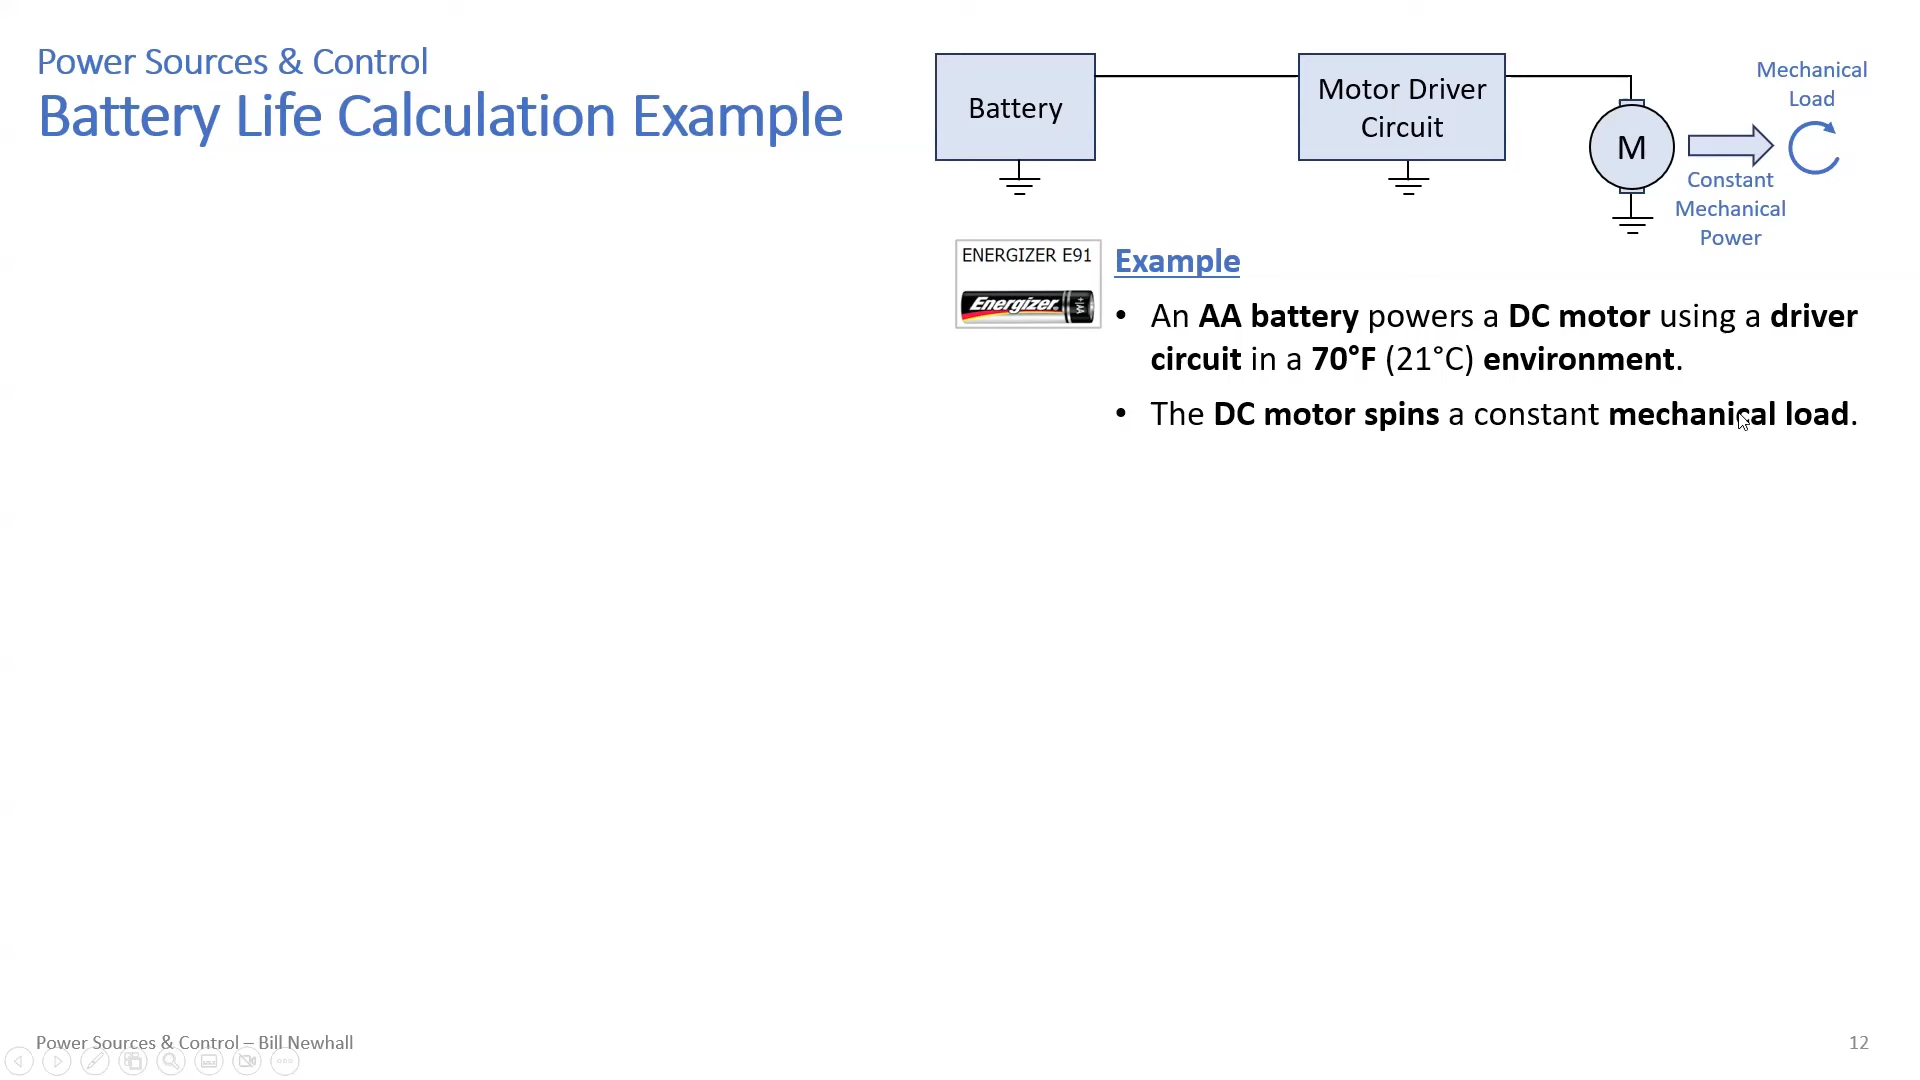 Power Sources & Control
Battery Life Calculation Example
Battery
Motor Driver
Circuit
M
Mechanical
Load
Constant
Mechanical
Power
ENERGIZER E91
Energizer
AA
Example
• An AA battery powers a DC motor using a driver
circuit in a 70°F (21°C) environment.
• The DC motor spins a constant mechanical load.
Power Sources & Control – Bill Newhall
12